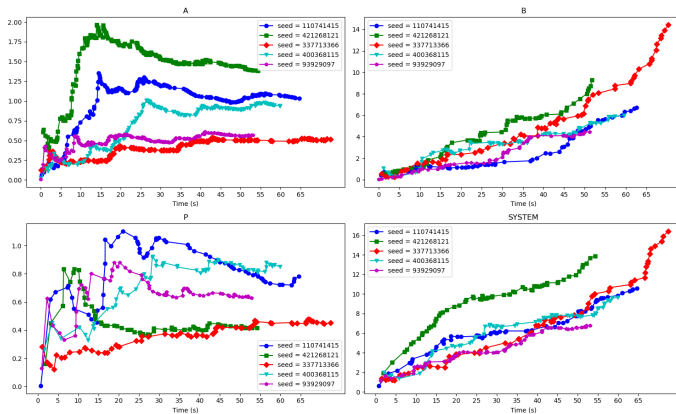 A
2.00
1.75
1.50
1.25
1.00
0.75
0.50
0.25
0.00
0 5 10 15 20 25 30 35 40 45 50 55 60 65
Time (s)
seed = 110741415
seed = 421268121
seed = 337713366
seed = 400368115
seed = 93929097
B
14
12
10
8
6
4
2
0
0 5 10 15 20 25 30 35 40 45 50 55 60 65
Time (s)
seed = 110741415
seed = 421268121
seed = 337713366
seed = 400368115
seed = 93929097
P
1.0
0.8
0.6
0.4
0.2
0.0
0 5 10 15 20 25 30 35 40 45 50 55 60 65
Time (s)
seed = 110741415
seed = 421268121
seed = 337713366
seed = 400368115
seed = 93929097
SYSTEM
16
14
12
10
8
6
4
2
0
0 5 10 15 20 25 30 35 40 45 50 55 60 65
Time (s)
seed = 110741415
seed = 421268121
seed = 337713366
seed = 400368115
seed = 93929097